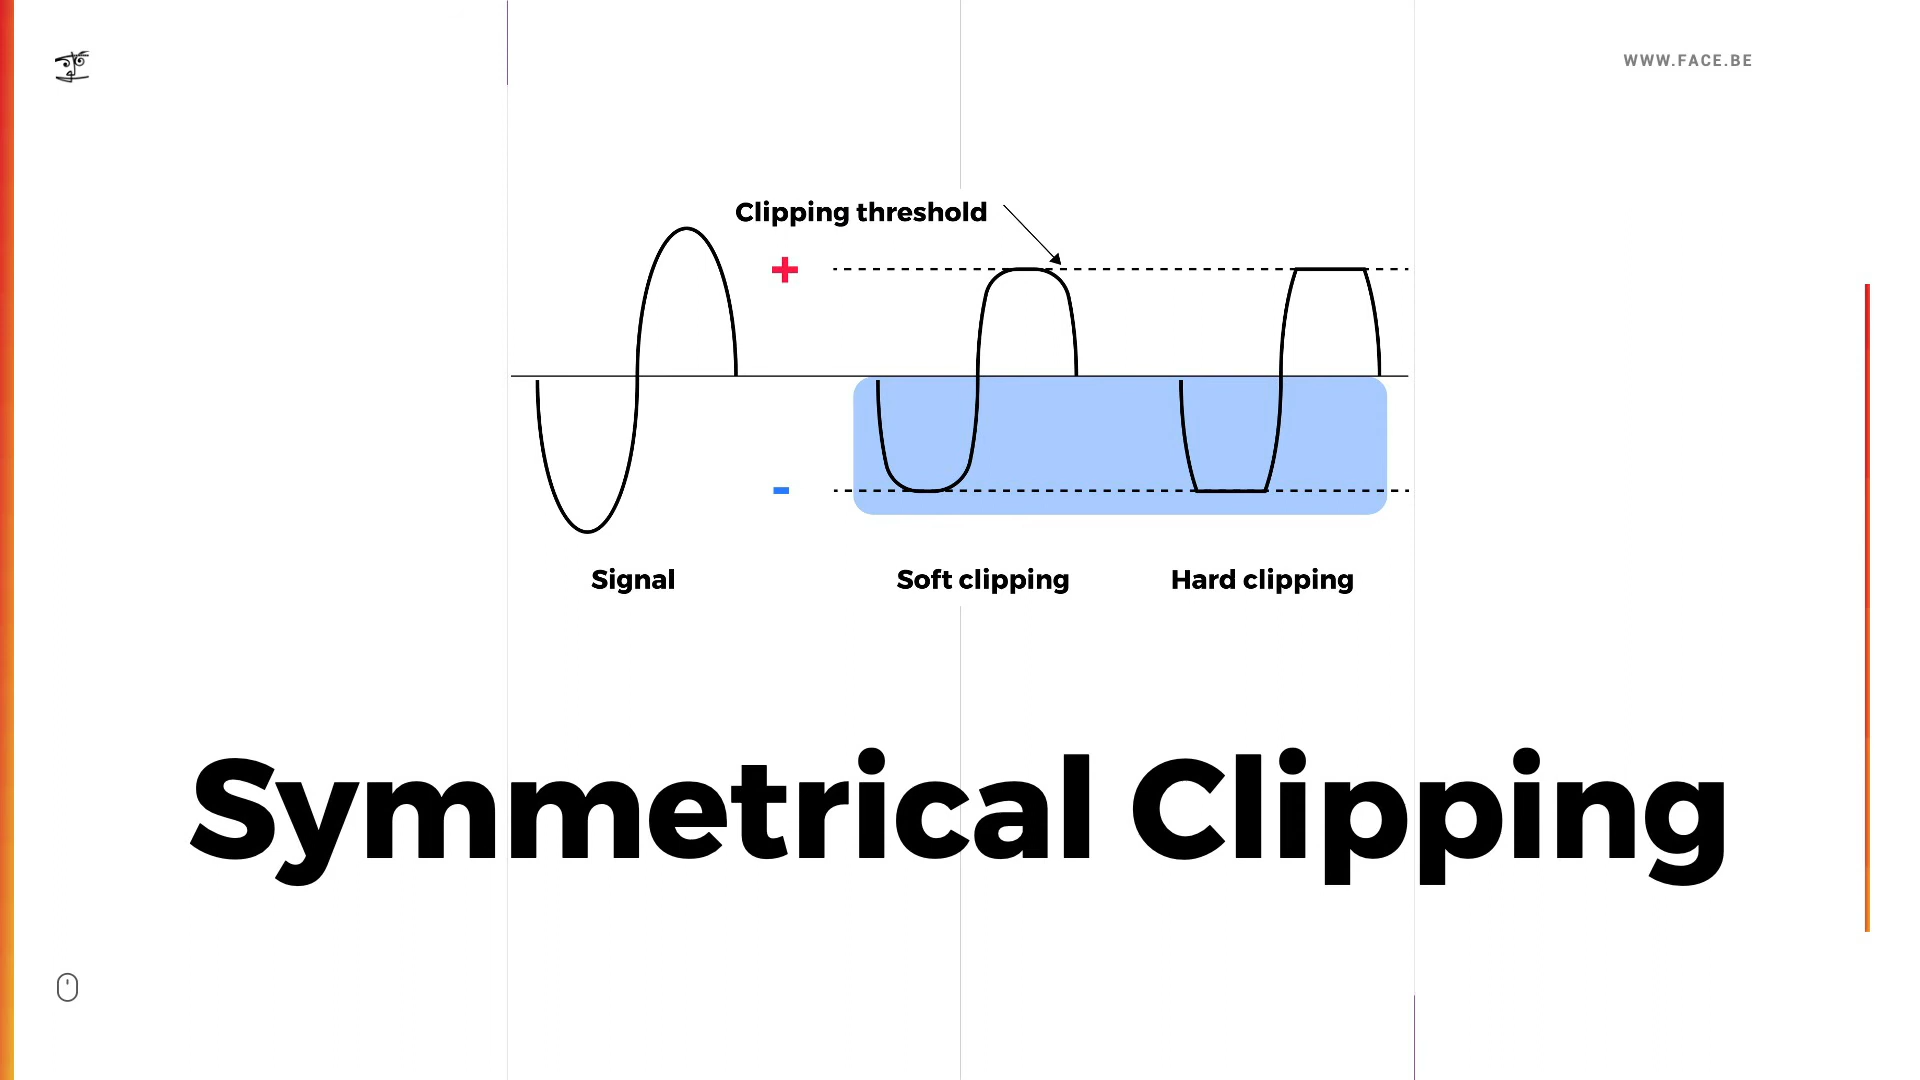 WWW.FACE.BE
Clipping threshold
+
-
Signal
Soft clipping
Hard clipping
Symmetrical Clipping